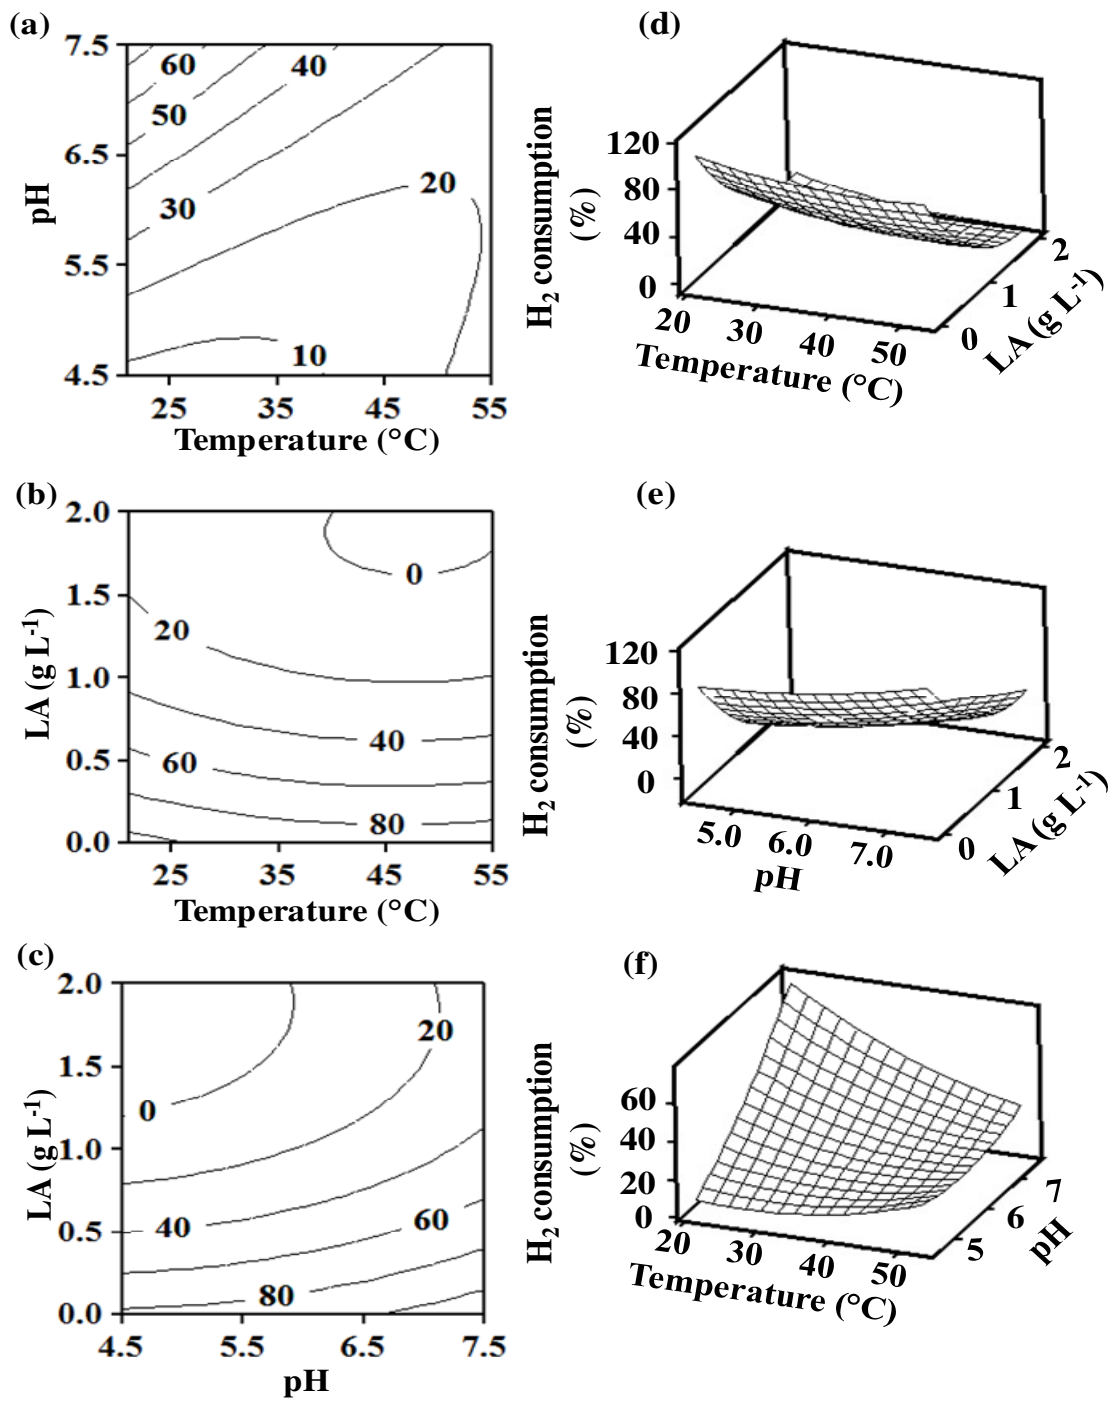 (a)
7.5
6.5
5.5
4.5
pH
60
50
40
30
20
10
25 35 45 55
Temperature (°C)
(d)
H2 consumption
(%)
120
80
40
0
20 30 40 50
Temperature (°C)
0 1 2
LA (g L-1)
(b)
2.0
1.5
1.0
0.5
0.0
LA (g L-1)
0
20
40
60
80
25 35 45 55
Temperature (°C)
(e)
H2 consumption
(%)
120
80
40
0
5.0 6.0 7.0
pH
0 1 2
LA (g L-1)
(c)
2.0
1.5
1.0
0.5
0.0
LA (g L-1)
20
0
40
60
80
4.5 5.5 6.5 7.5
pH
(f)
H2 consumption
(%)
60
40
20
0
20 30 40 50
Temperature (°C)
5 6 7
pH